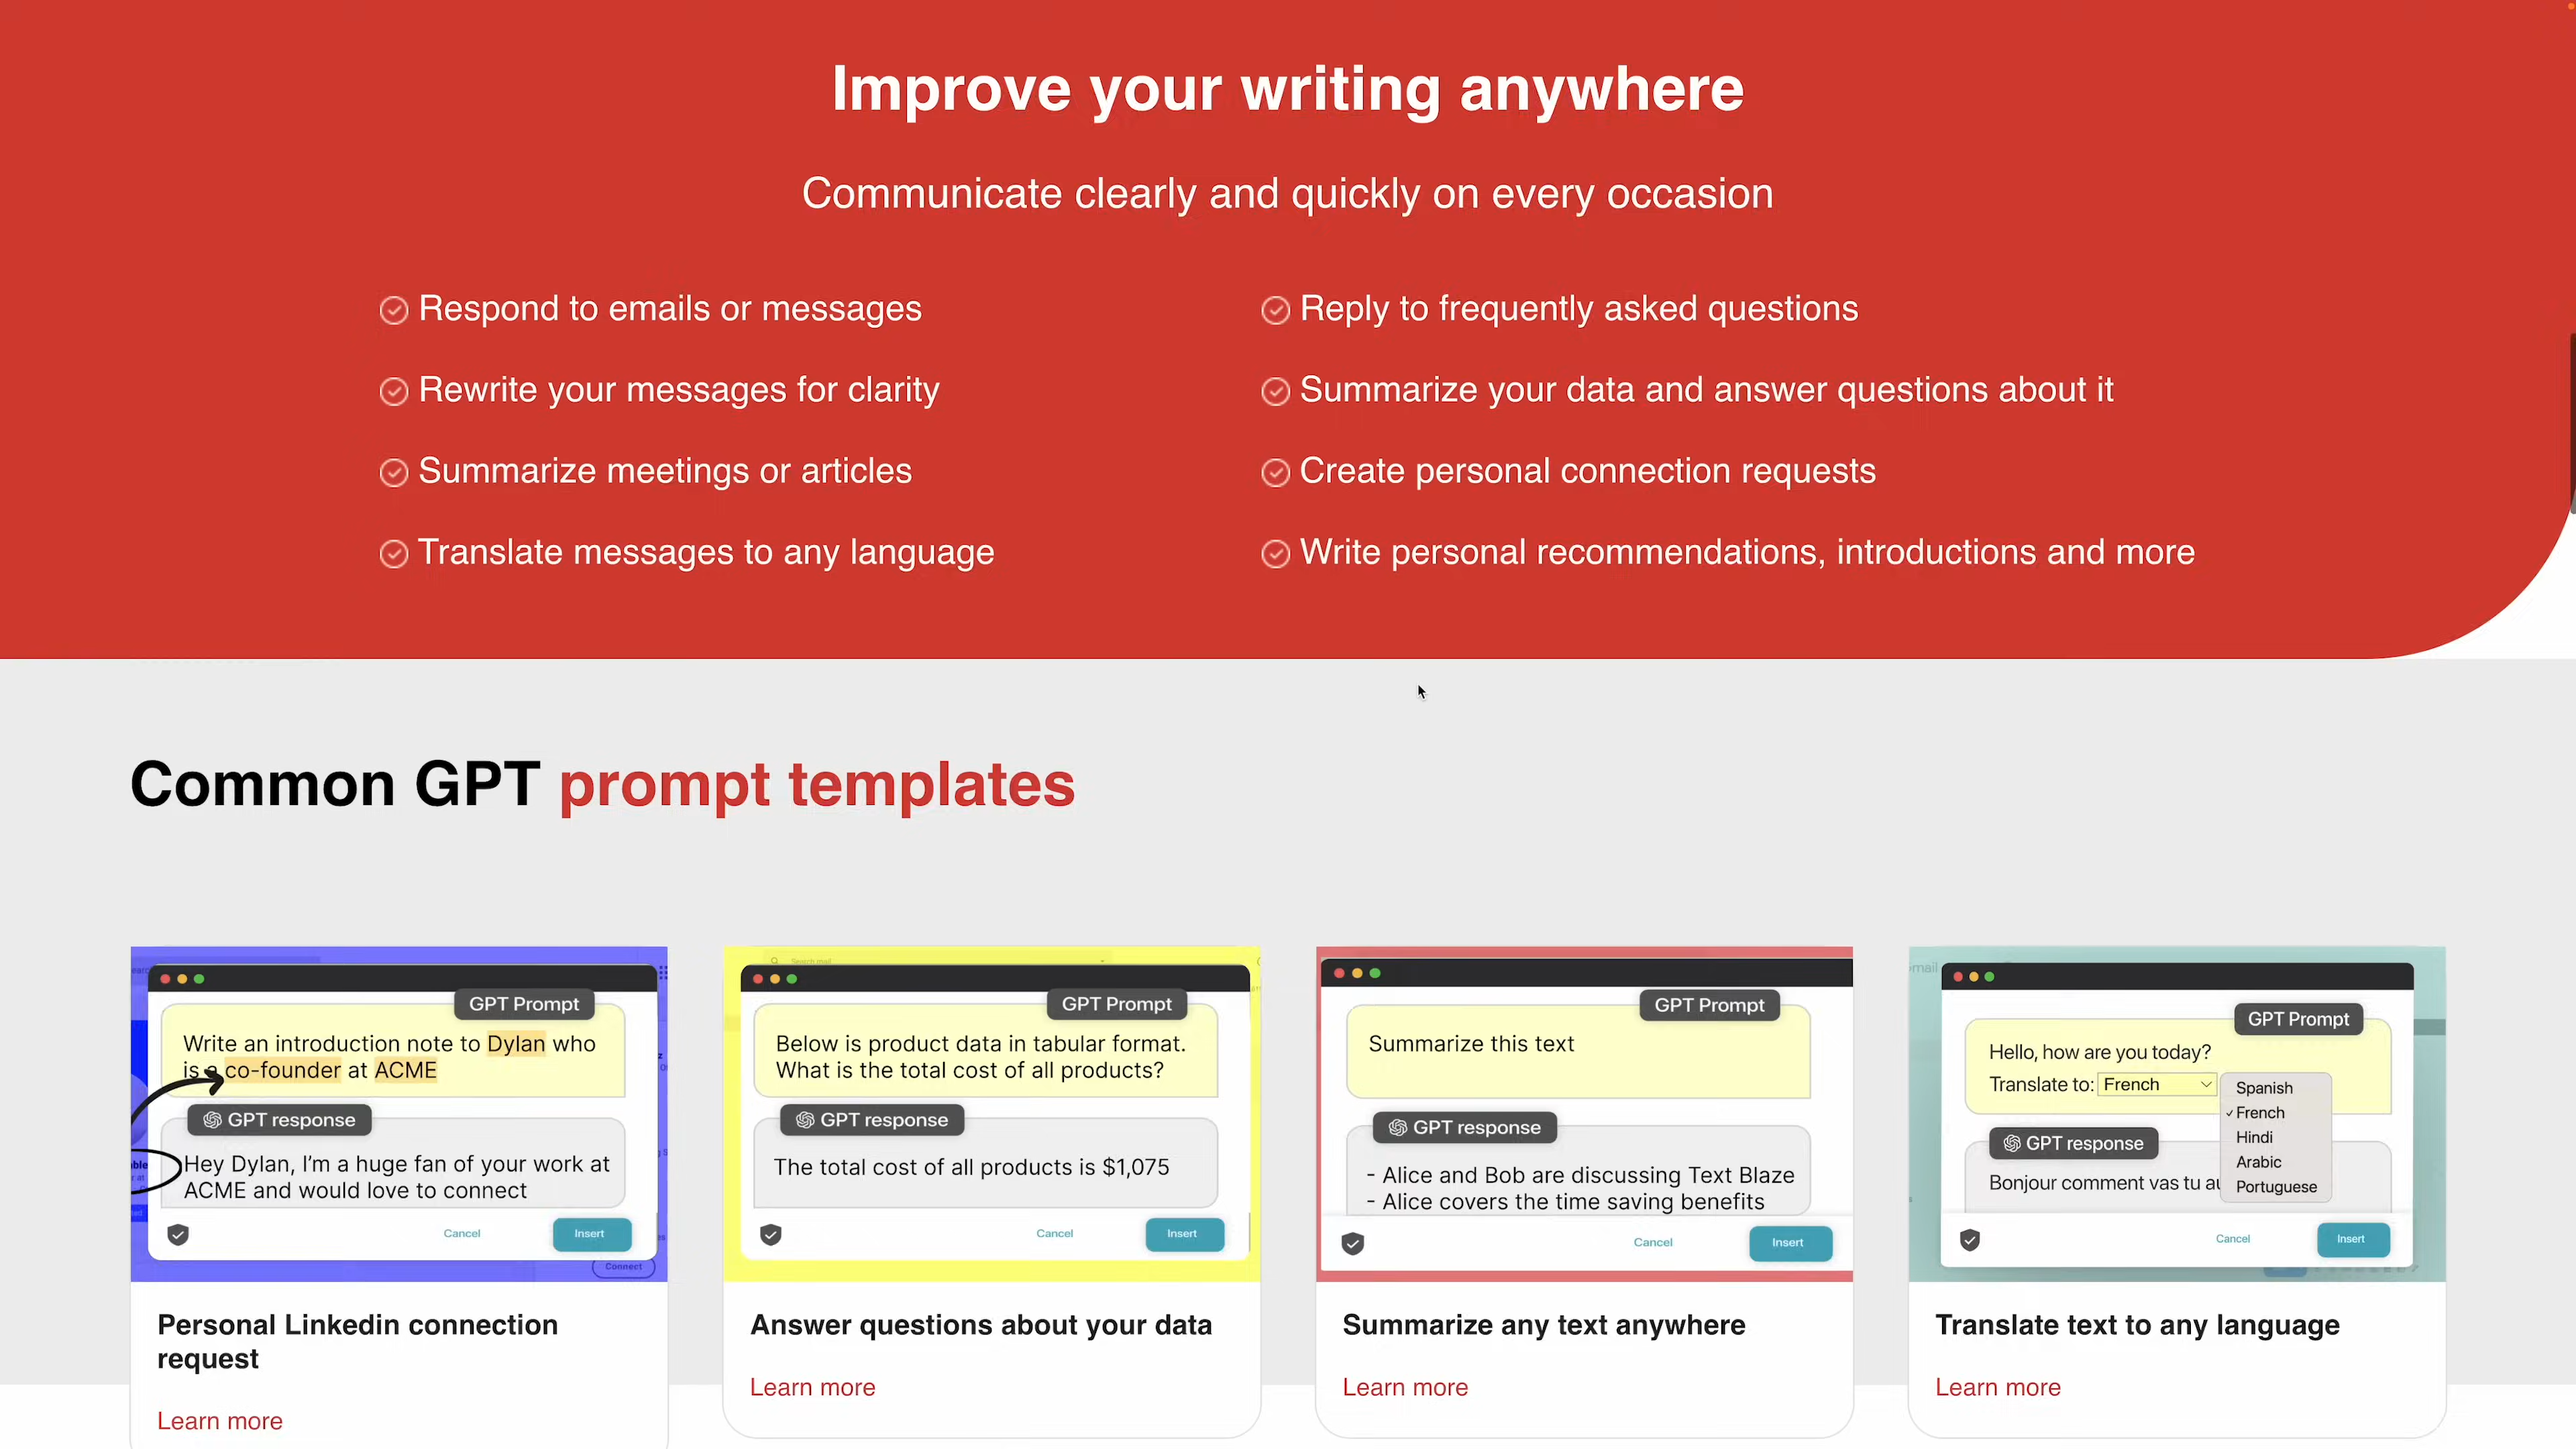 Improve your writing anywhere
Communicate clearly and quickly on every occasion
Respond to emails or messages
Rewrite your messages for clarity
Summarize meetings or articles
Translate messages to any language
Reply to frequently asked questions
Summarize your data and answer questions about it
Create personal connection requests
Write personal recommendations, introductions and more
Common GPT prompt templates
GPT Prompt
Write an introduction note to Dylan who
is a co-founder at ACME
GPT response
Hey Dylan, I'm a huge fan of your work at
ACME and would love to connect
Cancel
Insert
Connect
Personal Linkedin connection
request
Learn more
Search mail
GPT Prompt
Below is product data in tabular format.
What is the total cost of all products?
GPT response
The total cost of all products is $1,075
Cancel
Insert
Answer questions about your data
Learn more
GPT Prompt
Summarize this text
GPT response
- Alice and Bob are discussing Text Blaze
- Alice covers the time saving benefits
Cancel
Insert
Summarize any text anywhere
Learn more
GPT Prompt
Hello, how are you today?
Translate to: French
Spanish
✓ French
Hindi
Arabic
Portuguese
GPT response
Bonjour comment vas tu au
Cancel
Insert
Translate text to any language
Learn more